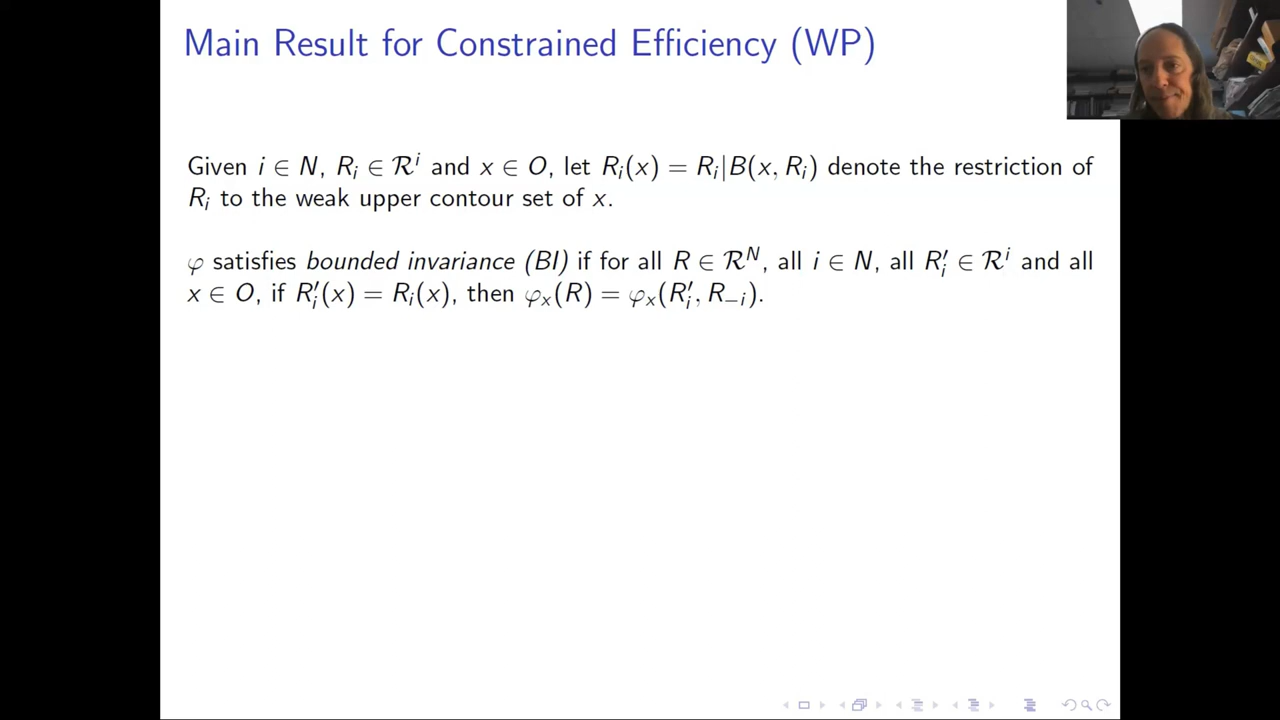 Main Result for Constrained Efficiency (WP)
Given i ∈ N, R_i ∈ ℛ^i and x ∈ O, let R_i(x) = R_i|B(x, R_i) denote the restriction of
R_i to the weak upper contour set of x.
φ satisfies bounded invariance (BI) if for all R ∈ ℛ^N, all i ∈ N, all R'_i ∈ ℛ^i and all
x ∈ O, if R'_i(x) = R_i(x), then φ_x(R) = φ_x(R'_i, R_{-i}).